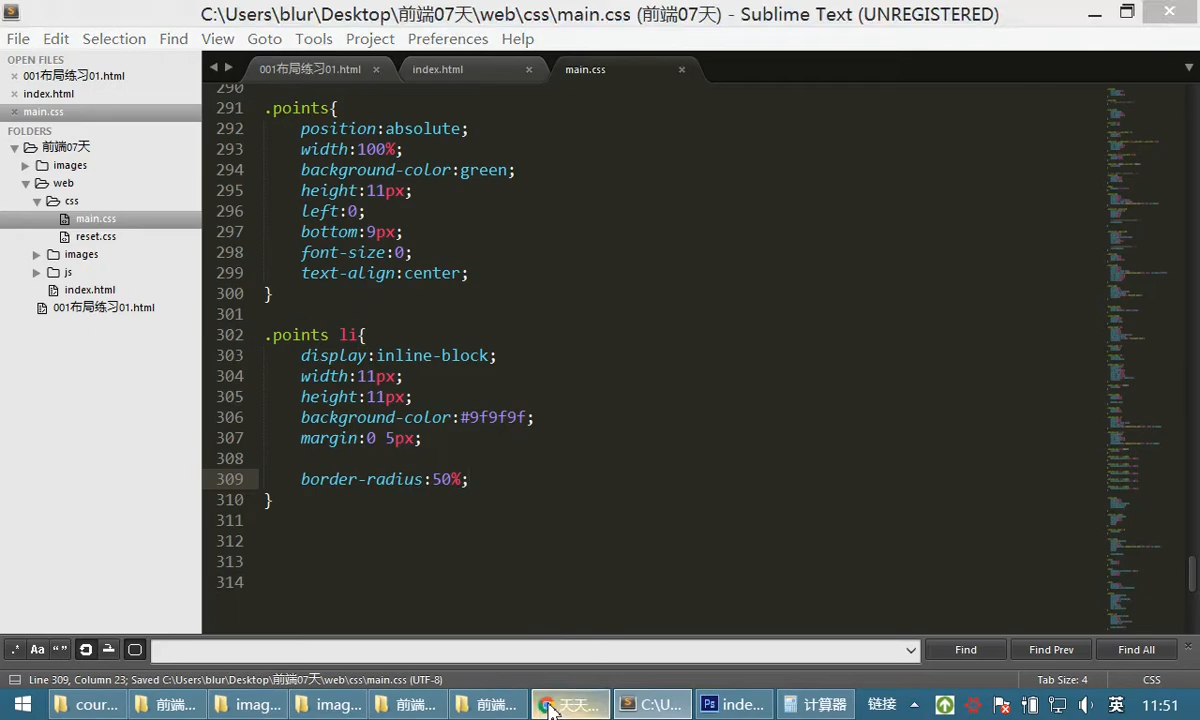 C:\Users\blur\Desktop\前端07天\web\css\main.css (前端07天) - Sublime Text (UNREGISTERED)
File Edit Selection Find View Goto Tools Project Preferences Help
OPEN FILES
001布局练习01.html
index.html
main.css
FOLDERS
前端07天
images
web
css
main.css
reset.css
images
js
index.html
001布局练习01.html
001布局练习01.html index.html main.css
290
291 .points{
292 position:absolute;
293 width:100%;
294 background-color:green;
295 height:11px;
296 left:0;
297 bottom:9px;
298 font-size:0;
299 text-align:center;
300 }
301
302 .points li{
303 display:inline-block;
304 width:11px;
305 height:11px;
306 background-color:#9f9f9f;
307 margin:0 5px;
308
309 border-radius:50%;
310 }
311
312
313
314
.* Aa “” Find Find Prev Find All
Line 309, Column 23; Saved C:\Users\blur\Desktop\前端07天\web\css\main.css (UTF-8) Tab Size: 4 CSS
cour... 前端... imag... imag... 前端... 前端... 天天... C:\U... Ps inde... 计算器 链接 英 11:51